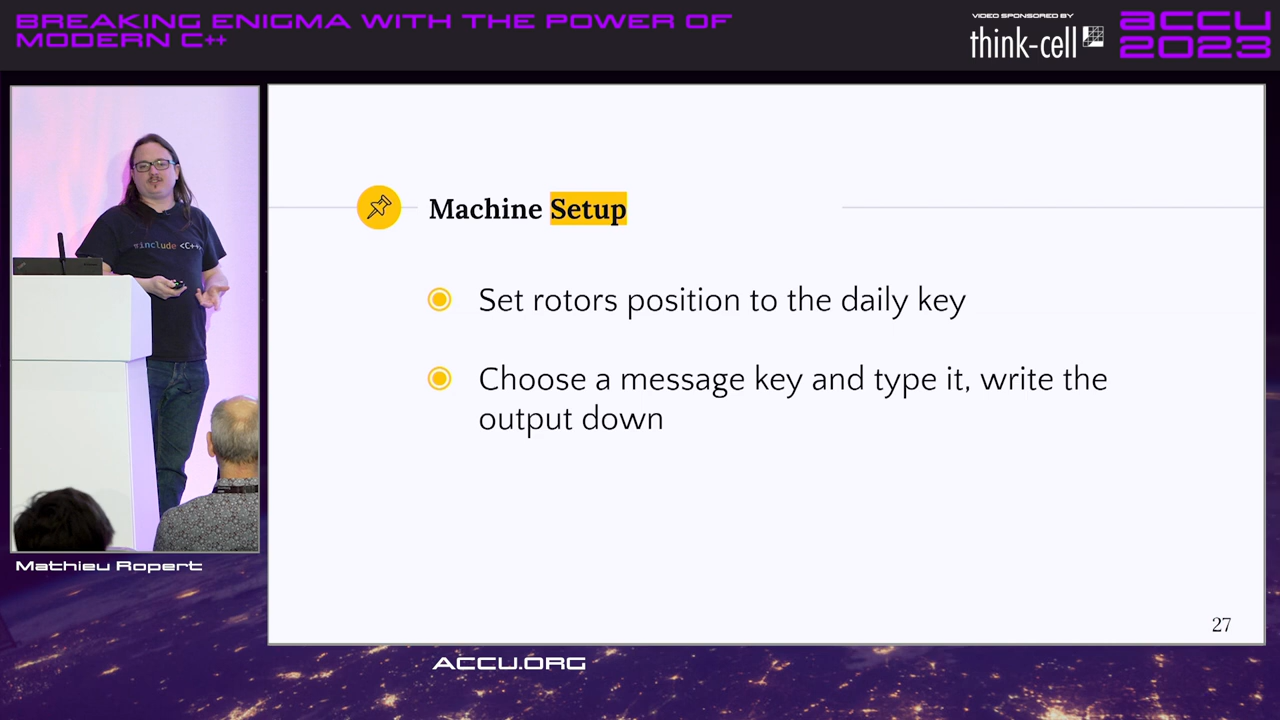 BREAKING ENIGMA WITH THE POWER OF
MODERN C++
VIDEO SPONSORED BY
think-cell
ACCU
2023
#include <C++>
Machine Setup
Set rotors position to the daily key
Choose a message key and type it, write the
output down
27
Mathieu Ropert
ACCU.ORG